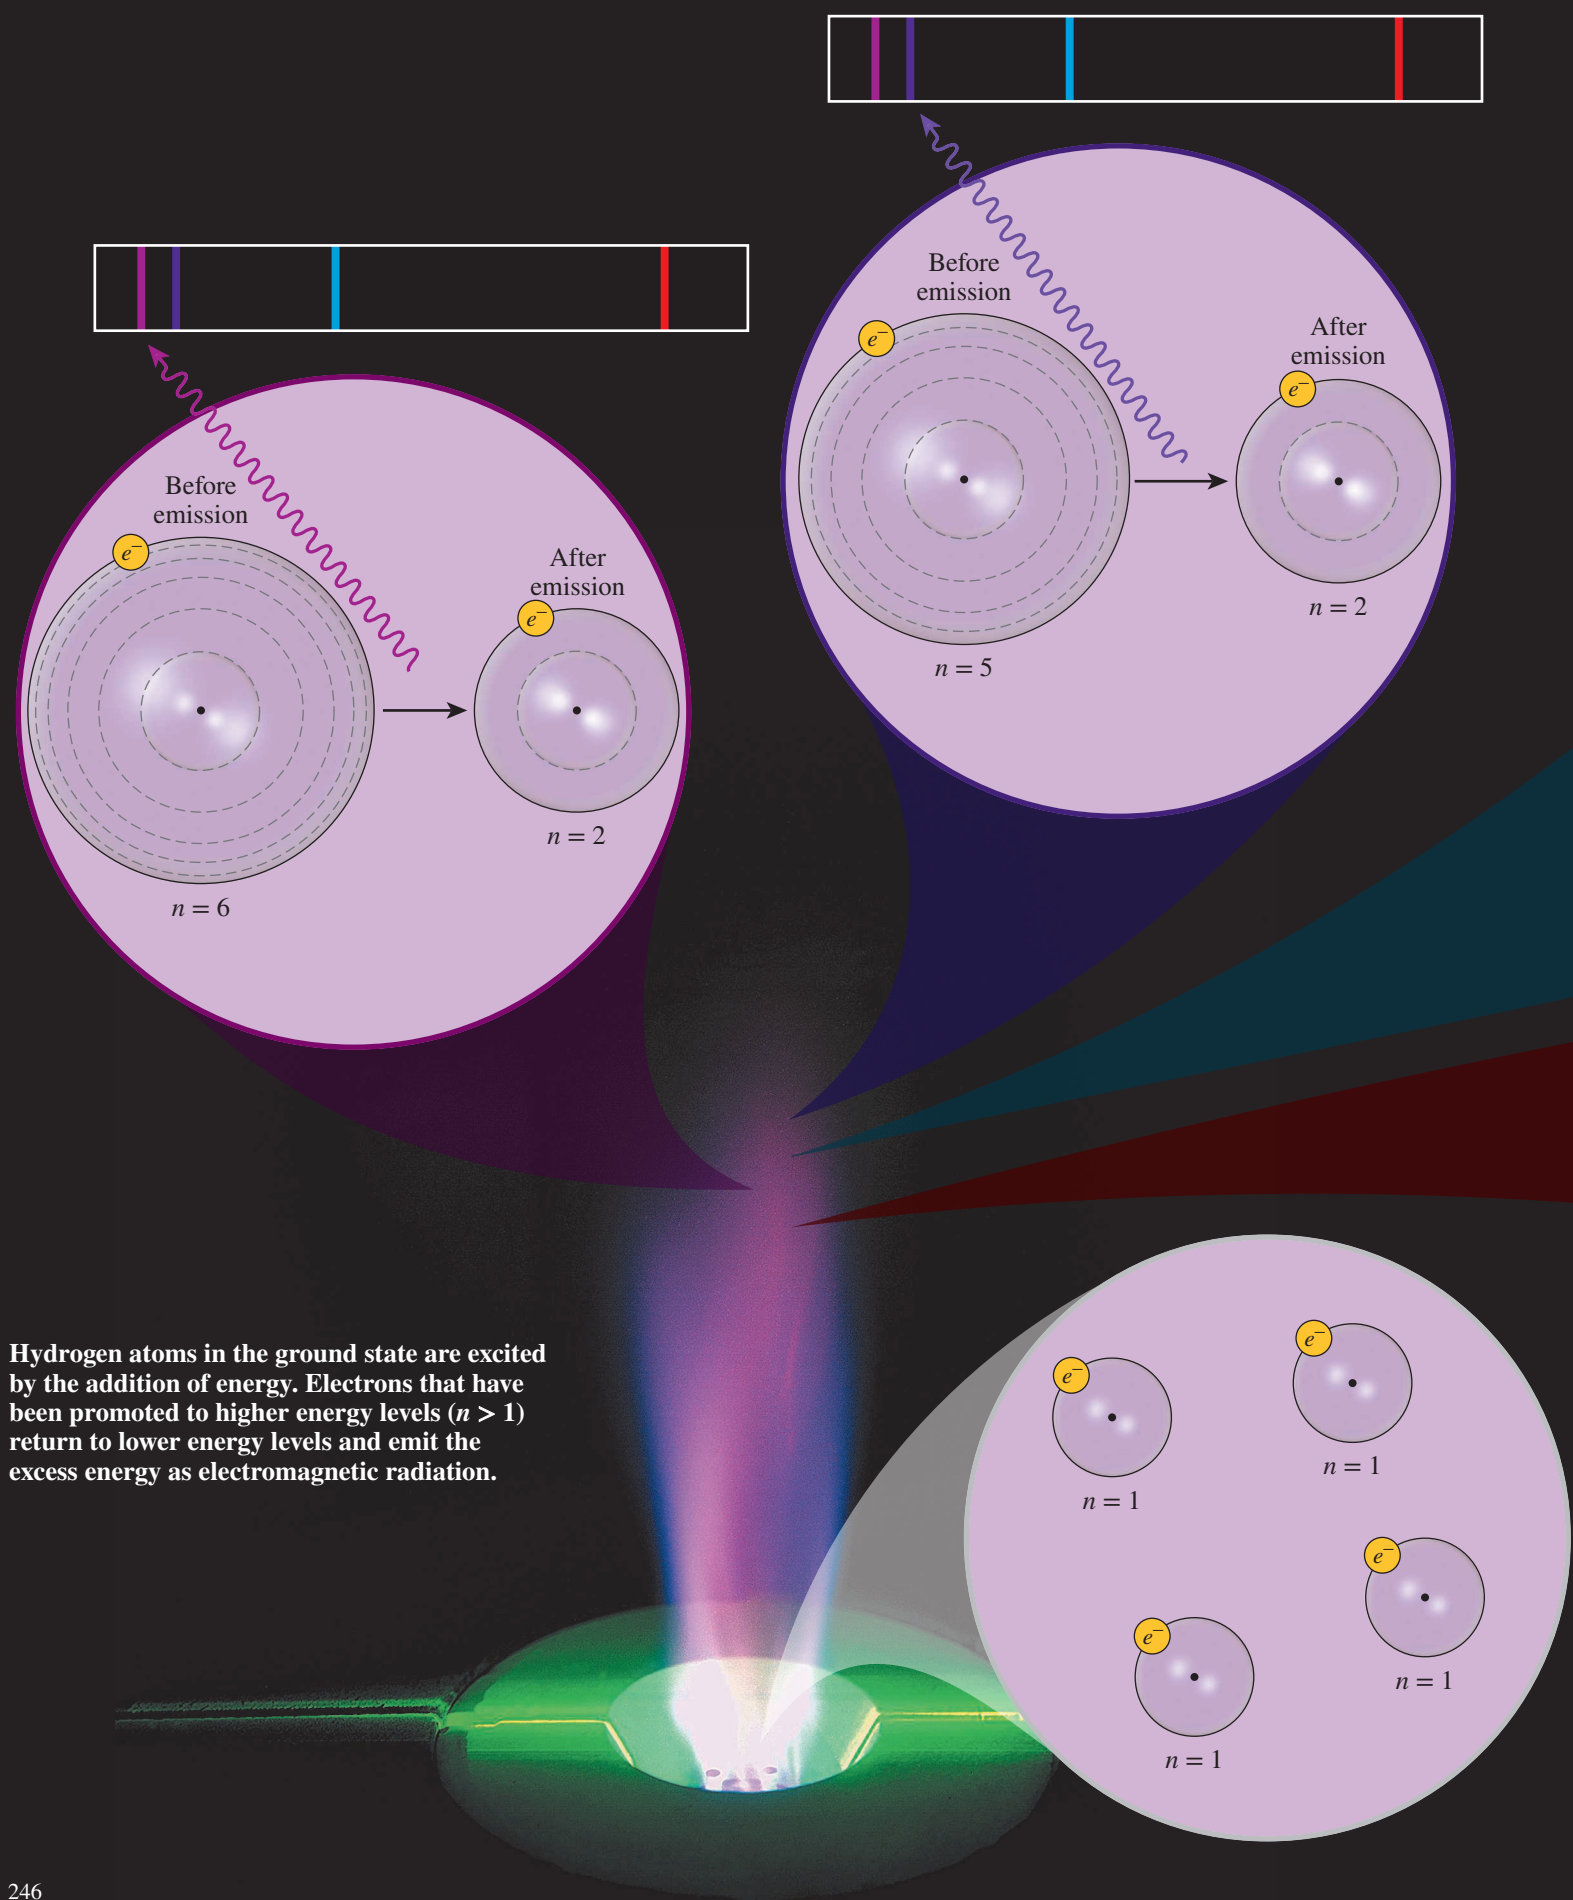 Before
emission
e−
After
emission
e−
n = 2
n = 5
Before
emission
e−
After
emission
e−
n = 2
n = 6
Hydrogen atoms in the ground state are excited
by the addition of energy. Electrons that have
been promoted to higher energy levels (n > 1)
return to lower energy levels and emit the
excess energy as electromagnetic radiation.
e−
n = 1
e−
n = 1
e−
n = 1
e−
n = 1
246